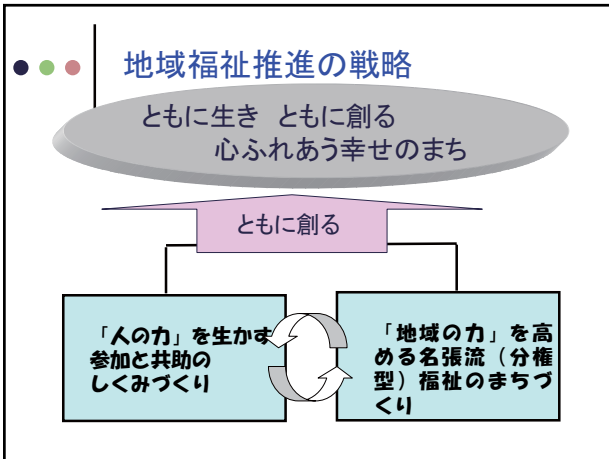 地域福祉推進の戦略
ともに生き ともに創る
心ふれあう幸せのまち
ともに創る
「人の力」を生かす
参加と共助の
しくみづくり
「地域の力」を高
める名張流（分権
型）福祉のまちづ
くり